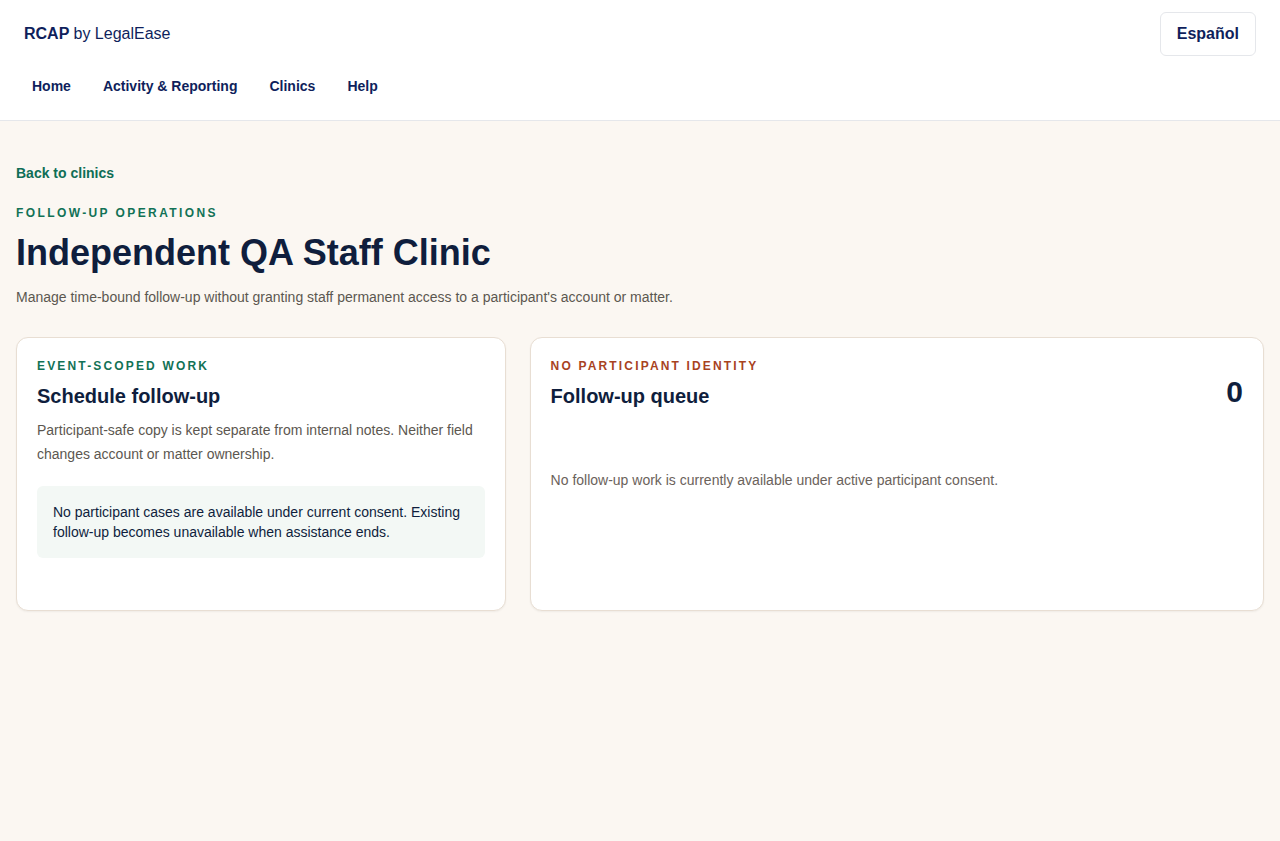 RCAP by LegalEase
Español
Home Activity & Reporting Clinics Help
Back to clinics
FOLLOW-UP OPERATIONS
Independent QA Staff Clinic
Manage time-bound follow-up without granting staff permanent access to a participant's account or matter.
EVENT-SCOPED WORK
Schedule follow-up
Participant-safe copy is kept separate from internal notes. Neither field
changes account or matter ownership.
No participant cases are available under current consent. Existing
follow-up becomes unavailable when assistance ends.
NO PARTICIPANT IDENTITY
Follow-up queue
0
No follow-up work is currently available under active participant consent.